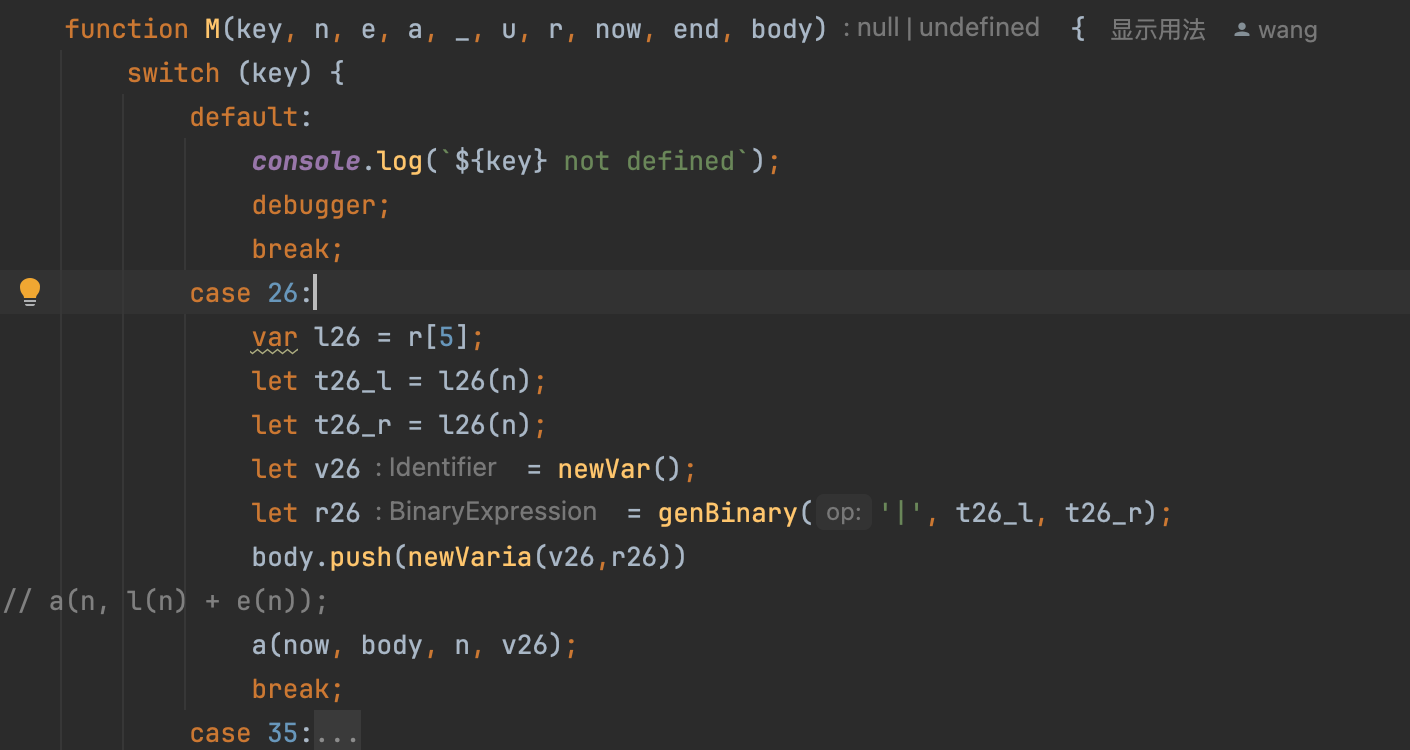 function M(key, n, e, a, _, u, r, now, end, body) : null | undefined { 显示用法 wang
switch (key) {
default:
console.log(`${key} not defined`);
debugger;
break;
case 26:
var l26 = r[5];
let t26_l = l26(n);
let t26_r = l26(n);
let v26 : Identifier = newVar();
let r26 : BinaryExpression = genBinary( op: '|', t26_l, t26_r);
body.push(newVaria(v26,r26))
// a(n, l(n) + e(n));
a(now, body, n, v26);
break;
case 35:...